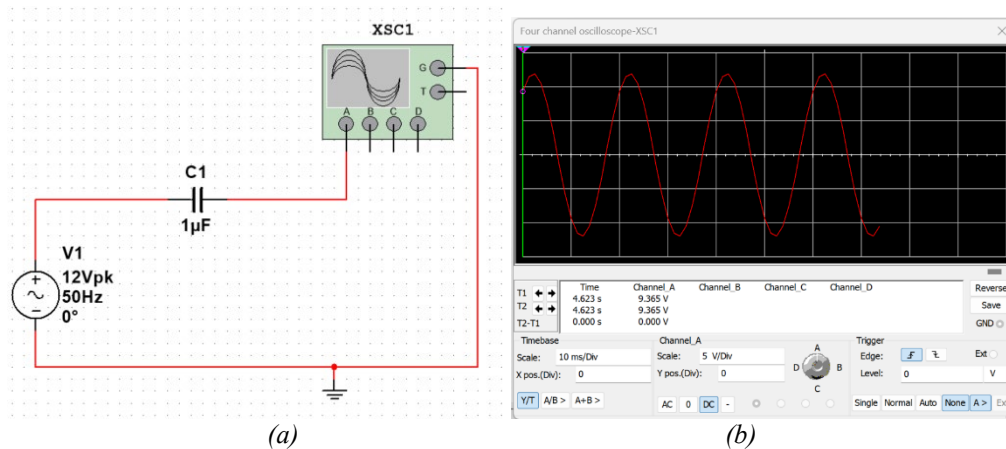 XSC1
G
T
A B C D
C1
1µF
V1
12Vpk
50Hz
0°
(a)
Four channel oscilloscope-XSC1
Time Channel_A Channel_B Channel_C Channel_D
T1 4.623 s 9.365 V
T2 4.623 s 9.365 V
T2-T1 0.000 s 0.000 V
Reverse
Save
GND
Timebase
Scale: 10 ms/Div
X pos.(Div): 0
Y/T A/B > A+B >
Channel_A
Scale: 5 V/Div
Y pos.(Div): 0
AC 0 DC -
A
D B
C
Trigger
Edge: Ext
Level: 0 V
Single Normal Auto None A > Ex
(b)